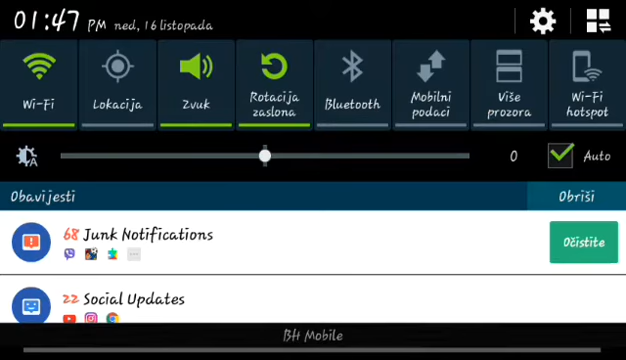 01:47 PM ned, 16 listopada
Wi-Fi
Lokacija
Zvuk
Rotacija
zaslona
Bluetooth
Mobilni
podaci
Više
prozora
Wi-Fi
hotspot
A
0
Auto
Obavijesti
Obriši
68 Junk Notifications
Očistite
22 Social Updates
BH Mobile